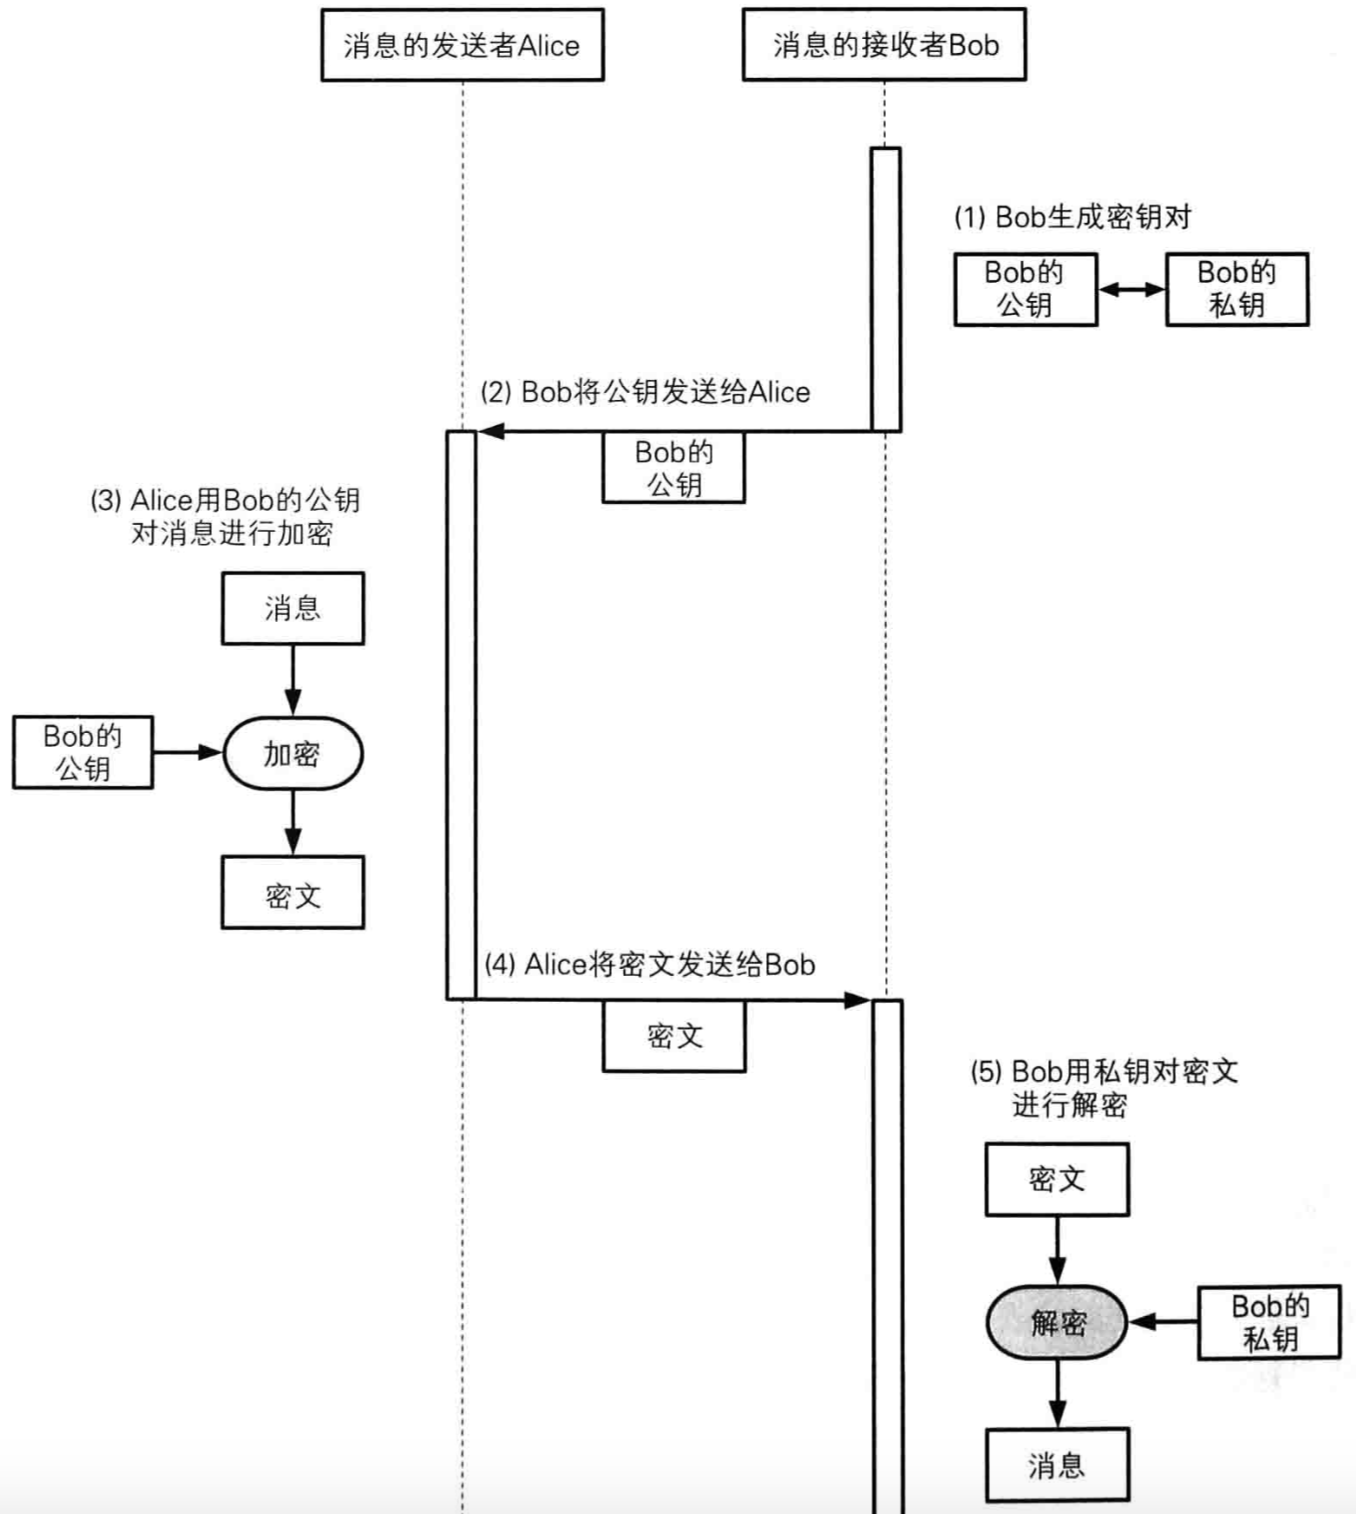 消息的发送者Alice
消息的接收者Bob
(1) Bob生成密钥对
Bob的
公钥
Bob的
私钥
(2) Bob将公钥发送给Alice
Bob的
公钥
(3) Alice用Bob的公钥
对消息进行加密
消息
Bob的
公钥
加密
密文
(4) Alice将密文发送给Bob
密文
(5) Bob用私钥对密文
进行解密
密文
解密
Bob的
私钥
消息